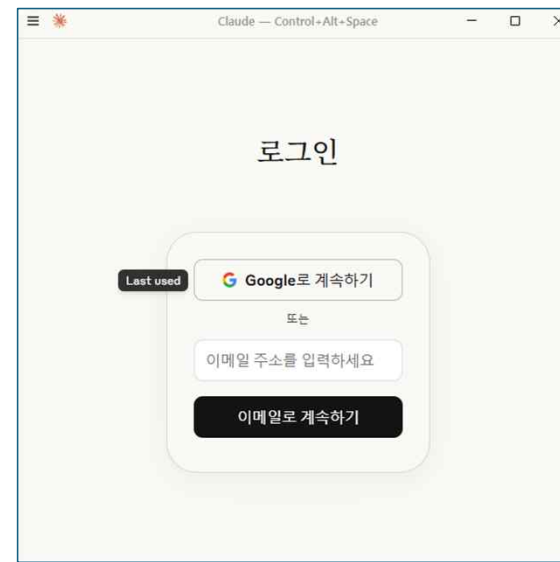 Claude — Control+Alt+Space
로그인
Last used
Google로 계속하기
또는
이메일 주소를 입력하세요
이메일로 계속하기